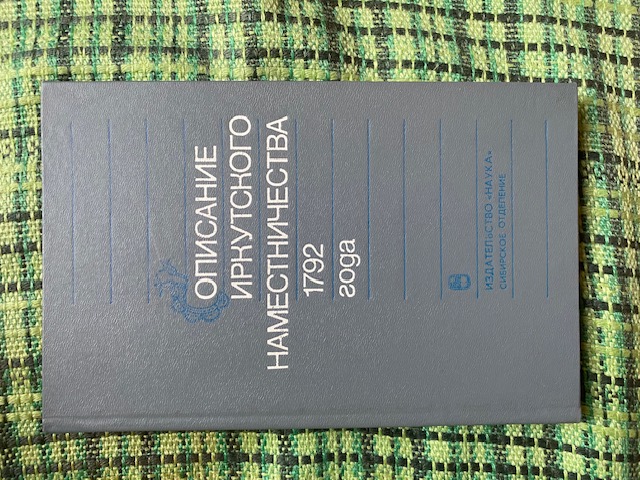 ОПИСАНИЕ
ИРКУТСКОГО
НАМЕСТНИЧЕСТВА
1792
года
ИЗДАТЕЛЬСТВО «НАУКА»
СИБИРСКОЕ ОТДЕЛЕНИЕ